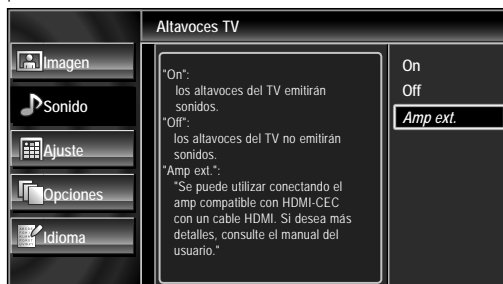 Altavoces TV
Imagen
Sonido
Ajuste
Opciones
Idioma
"On":
los altavoces del TV emitirán
sonidos.
"Off":
los altavoces del TV no emitirán
sonidos.
"Amp ext.":
"Se puede utilizar conectando el
amp compatible con HDMI-CEC
con un cable HDMI. Si desea más
detalles, consulte el manual del
usuario."
On
Off
Amp ext.